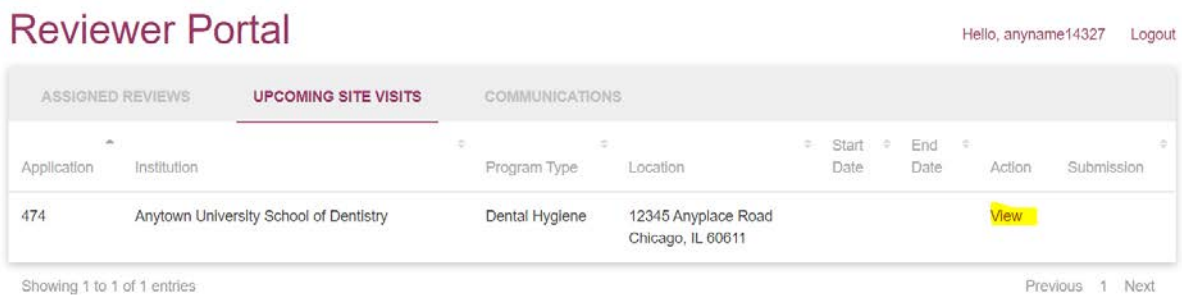 Reviewer Portal
Hello, anyname14327 Logout
ASSIGNED REVIEWS UPCOMING SITE VISITS COMMUNICATIONS
Application Institution Program Type Location Start Date End Date Action Submission
474 Anytown University School of Dentistry Dental Hygiene 12345 Anyplace Road View
Chicago, IL 60611
Showing 1 to 1 of 1 entries Previous 1 Next